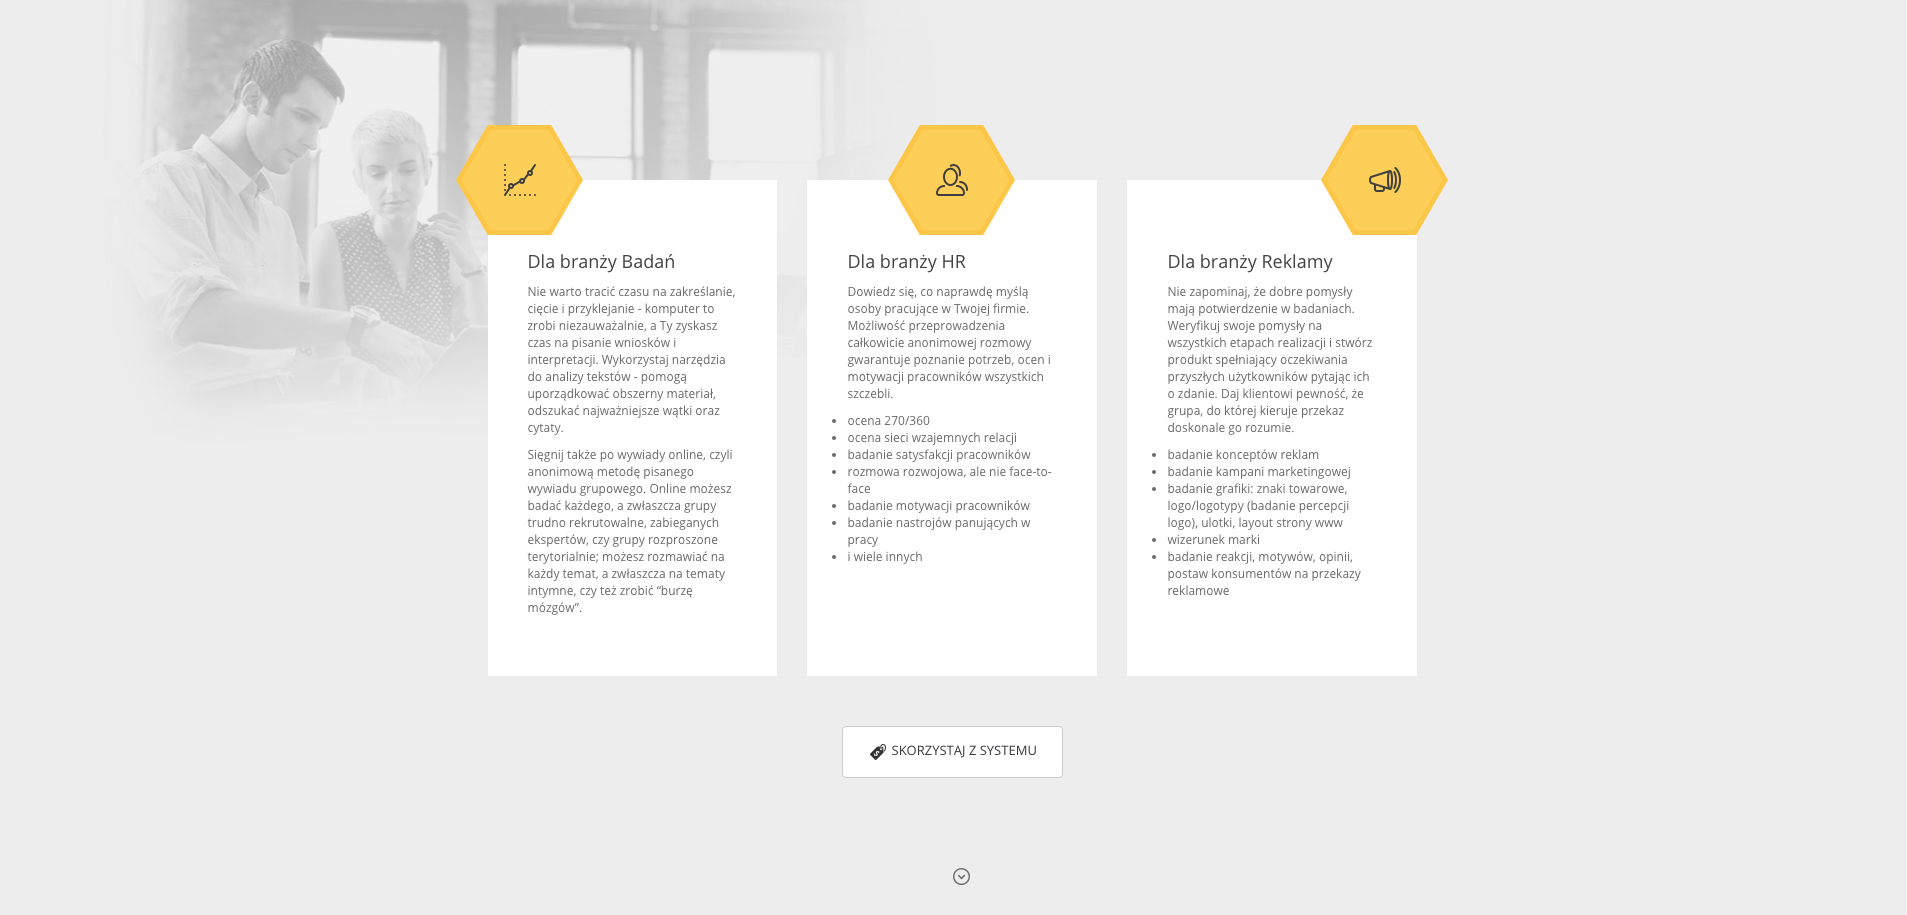 Dla branży Badań
Nie warto tracić czasu na zakreślanie,
cięcie i przyklejanie - komputer to
zrobi niezauważalnie, a Ty zyskasz
czas na pisanie wniosków i
interpretacji. Wykorzystaj narzędzia
do analizy tekstów - pomogą
uporządkować obszerny materiał,
odszukać najważniejsze wątki oraz
cytaty.
Sięgnij także po wywiady online, czyli
anonimową metodę pisanego
wywiadu grupowego. Online możesz
badać każdego, a zwłaszcza grupy
trudno rekrutowalne, zabieganych
ekspertów, czy grupy rozproszone
terytorialnie; możesz rozmawiać na
każdy temat, a zwłaszcza na tematy
intymne, czy też zrobić “burzę
mózgów”.
Dla branży HR
Dowiedz się, co naprawdę myślą
osoby pracujące w Twojej firmie.
Możliwość przeprowadzenia
całkowicie anonimowej rozmowy
gwarantuje poznanie potrzeb, ocen i
motywacji pracowników wszystkich
szczebli.
• ocena 270/360
• ocena sieci wzajemnych relacji
• badanie satysfakcji pracowników
• rozmowa rozwojowa, ale nie face-to-
face
• badanie motywacji pracowników
• badanie nastrojów panujących w
pracy
• i wiele innych
Dla branży Reklamy
Nie zapominaj, że dobre pomysły
mają potwierdzenie w badaniach.
Weryfikuj swoje pomysły na
wszystkich etapach realizacji i stwórz
produkt spełniający oczekiwania
przyszłych użytkowników pytając ich
o zdanie. Daj klientowi pewność, że
grupa, do której kieruje przekaz
doskonale go rozumie.
• badanie konceptów reklam
• badanie kampani marketingowej
• badanie grafiki: znaki towarowe,
logo/logotypy (badanie percepcji
logo), ulotki, layout strony www
• wizerunek marki
• badanie reakcji, motywów, opinii,
postaw konsumentów na przekazy
reklamowe
SKORZYSTAJ Z SYSTEMU